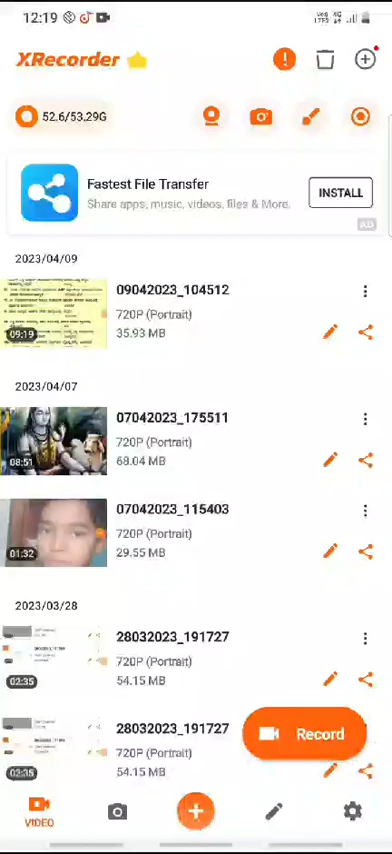 12:19
XRecorder
52.6/53.29G
Fastest File Transfer
Share apps, music, videos, files & More.
INSTALL
AD
2023/04/09
09042023_104512
720P (Portrait)
35.93 MB
09:19
2023/04/07
07042023_175511
720P (Portrait)
68.04 MB
08:51
07042023_115403
720P (Portrait)
29.55 MB
01:32
2023/03/28
28032023_191727
720P (Portrait)
54.15 MB
02:35
28032023_191727
720P (Portrait)
54.15 MB
02:35
Record
VIDEO